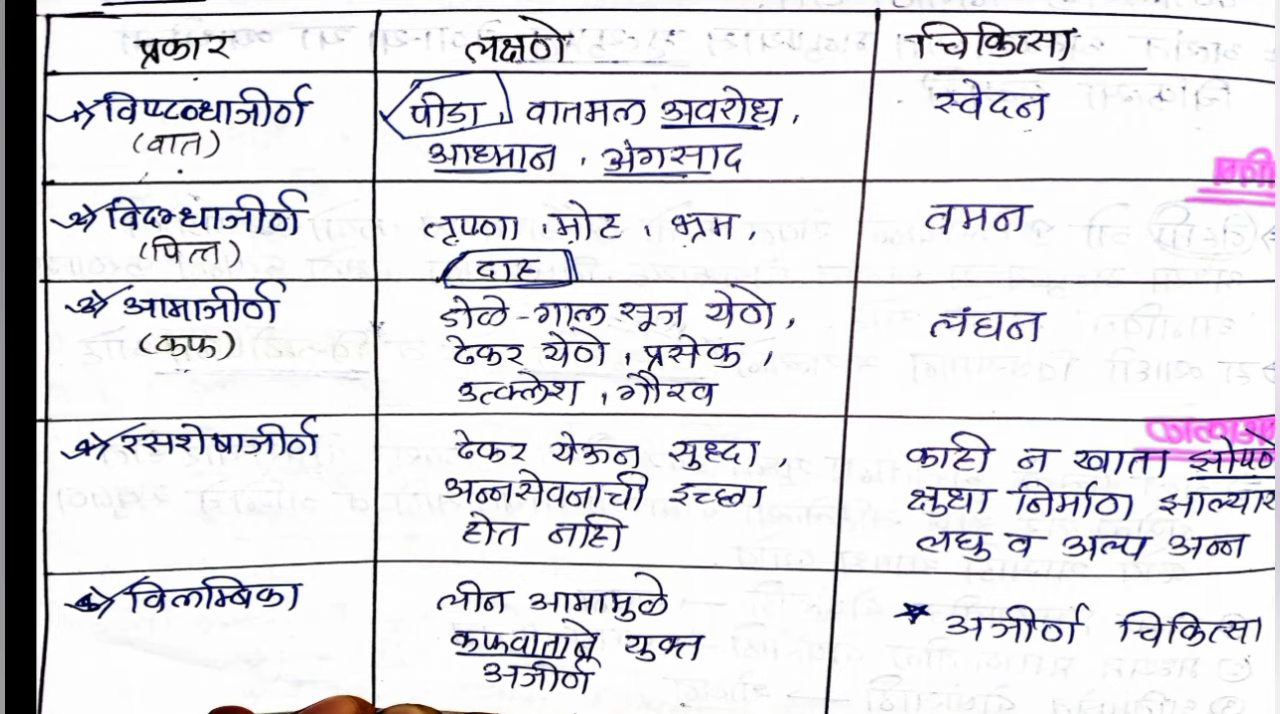 प्रकार लक्षणे चिकित्सा
विष्टब्धाजीर्ण पीडा, वातमल अवरोध, स्वेदन
(वात) आध्मान, अंगसाद
विदग्धाजीर्ण तृष्णा, मोह, भ्रम, वमन
(पित्त) दाह
आमाजीर्ण डोळे-गाल सूज येणे, लंघन
(कफ) ढेकर येणे, प्रसेक,
उत्क्लेश, गौरव
रसशेषाजीर्ण ढेकर येऊन सुध्दा, काही न खाता झोपणे
अन्नसेवनाची इच्छा क्षुधा निर्माण झाल्यास
होत नाही लघु व अल्प अन्न
विलम्बिका लीन आमामुळे * अजीर्ण चिकित्सा
कफवाताने युक्त
अजीर्ण